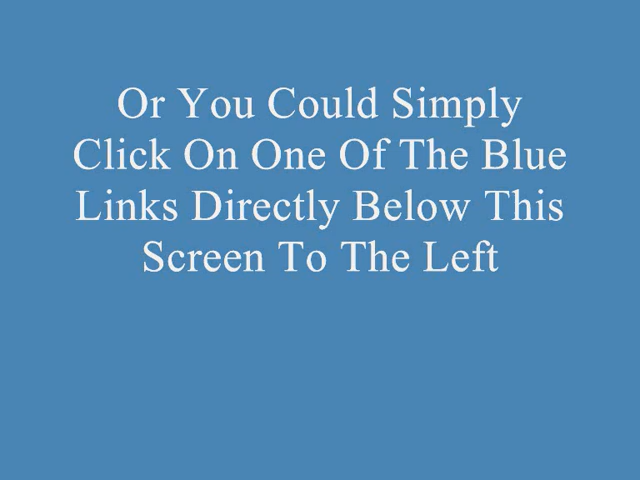 Or You Could Simply
Click On One Of The Blue
Links Directly Below This
Screen To The Left